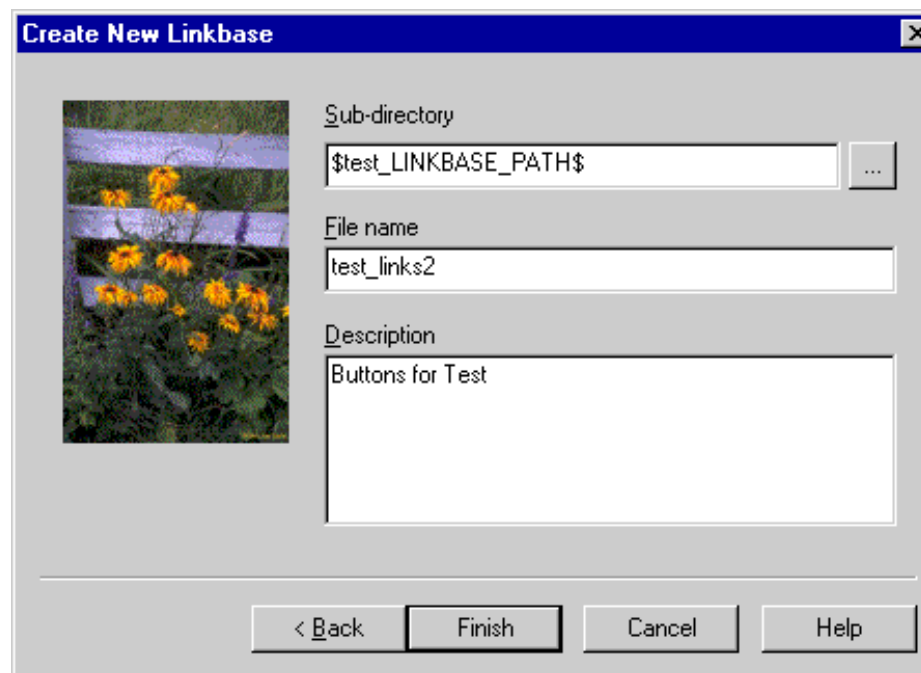 Create New Linkbase
Sub-directory
$test_LINKBASE_PATH$
...
File name
test_links2
Description
Buttons for Test
< Back
Finish
Cancel
Help